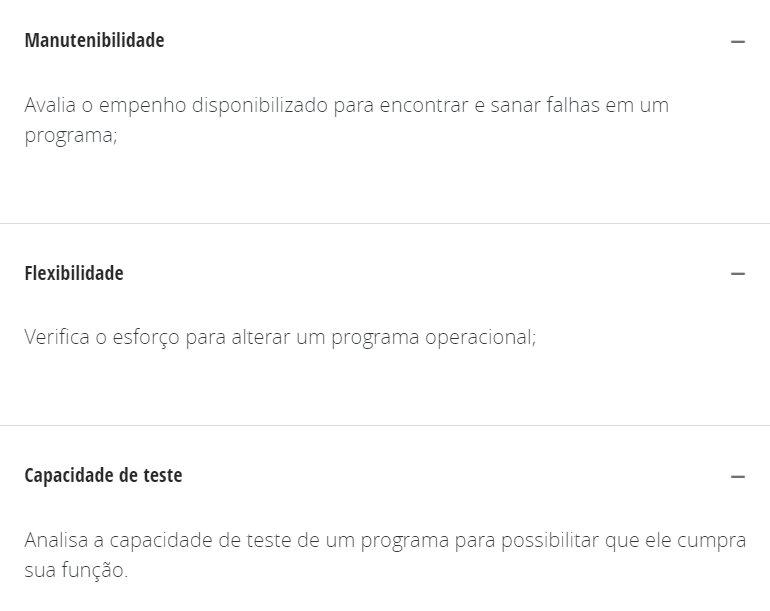 Manutenibilidade
Avalia o empenho disponibilizado para encontrar e sanar falhas em um
programa;
Flexibilidade
Verifica o esforço para alterar um programa operacional;
Capacidade de teste
Analisa a capacidade de teste de um programa para possibilitar que ele cumpra
sua função.